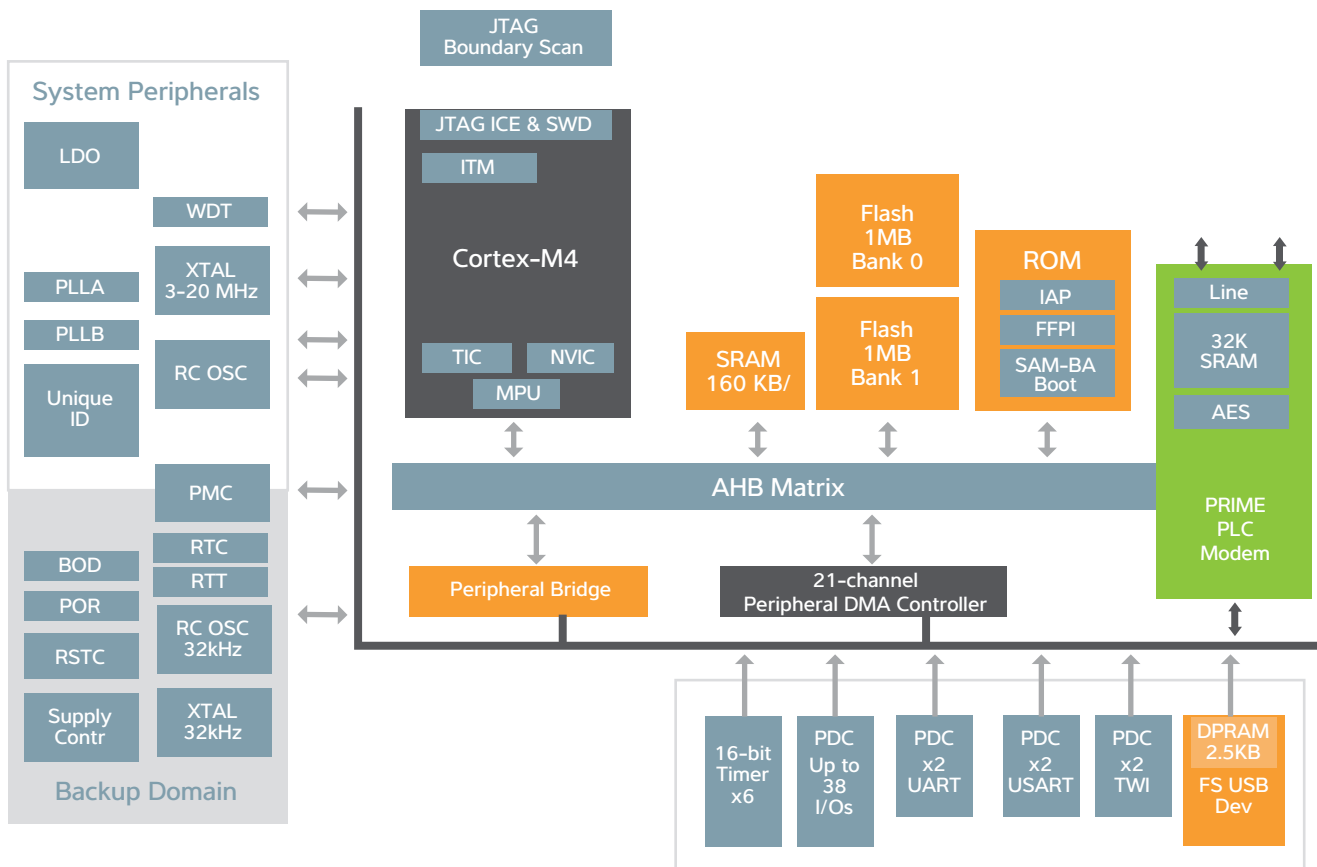 JTAG
Boundary Scan
System Peripherals
LDO
WDT
XTAL
3-20 MHz
PLLA
PLLB
RC OSC
Unique
ID
PMC
RTC
BOD
RTT
POR
RC OSC
32kHz
RSTC
XTAL
32kHz
Supply
Contr
Backup Domain
JTAG ICE & SWD
ITM
Cortex-M4
TIC
NVIC
MPU
SRAM
160 KB/
Flash
1MB
Bank 0
Flash
1MB
Bank 1
ROM
IAP
FFPI
SAM-BA
Boot
Line
32K
SRAM
AES
PRIME
PLC
Modem
AHB Matrix
Peripheral Bridge
21-channel
Peripheral DMA Controller
16-bit
Timer
x6
PDC
Up to
38
I/Os
PDC
x2
UART
PDC
x2
USART
PDC
x2
TWI
DPRAM
2.5KB
FS USB
Dev